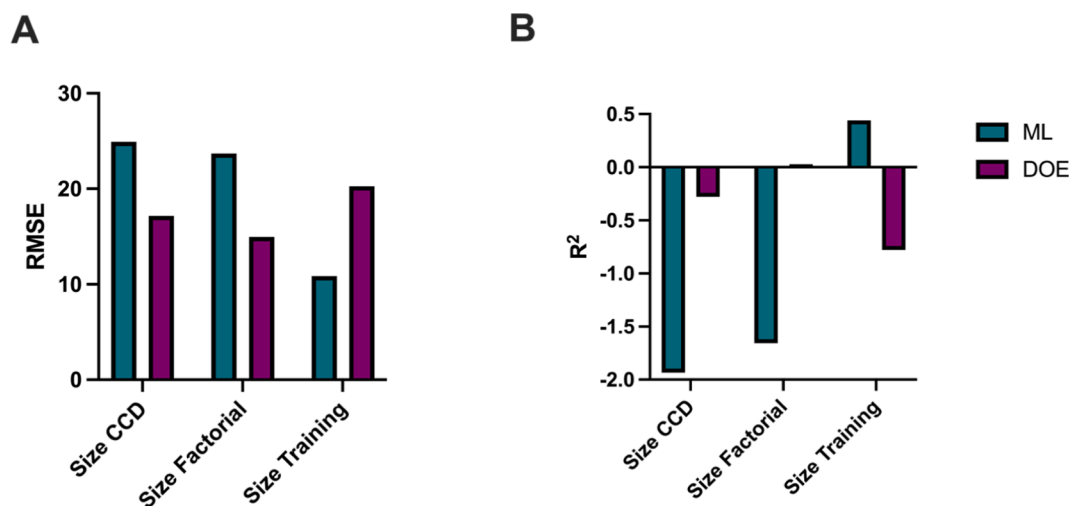 A
RMSE
30
20
10
0
Size CCD
Size Factorial
Size Training
B
R²
0.5
0.0
-0.5
-1.0
-1.5
-2.0
Size CCD
Size Factorial
Size Training
ML
DOE